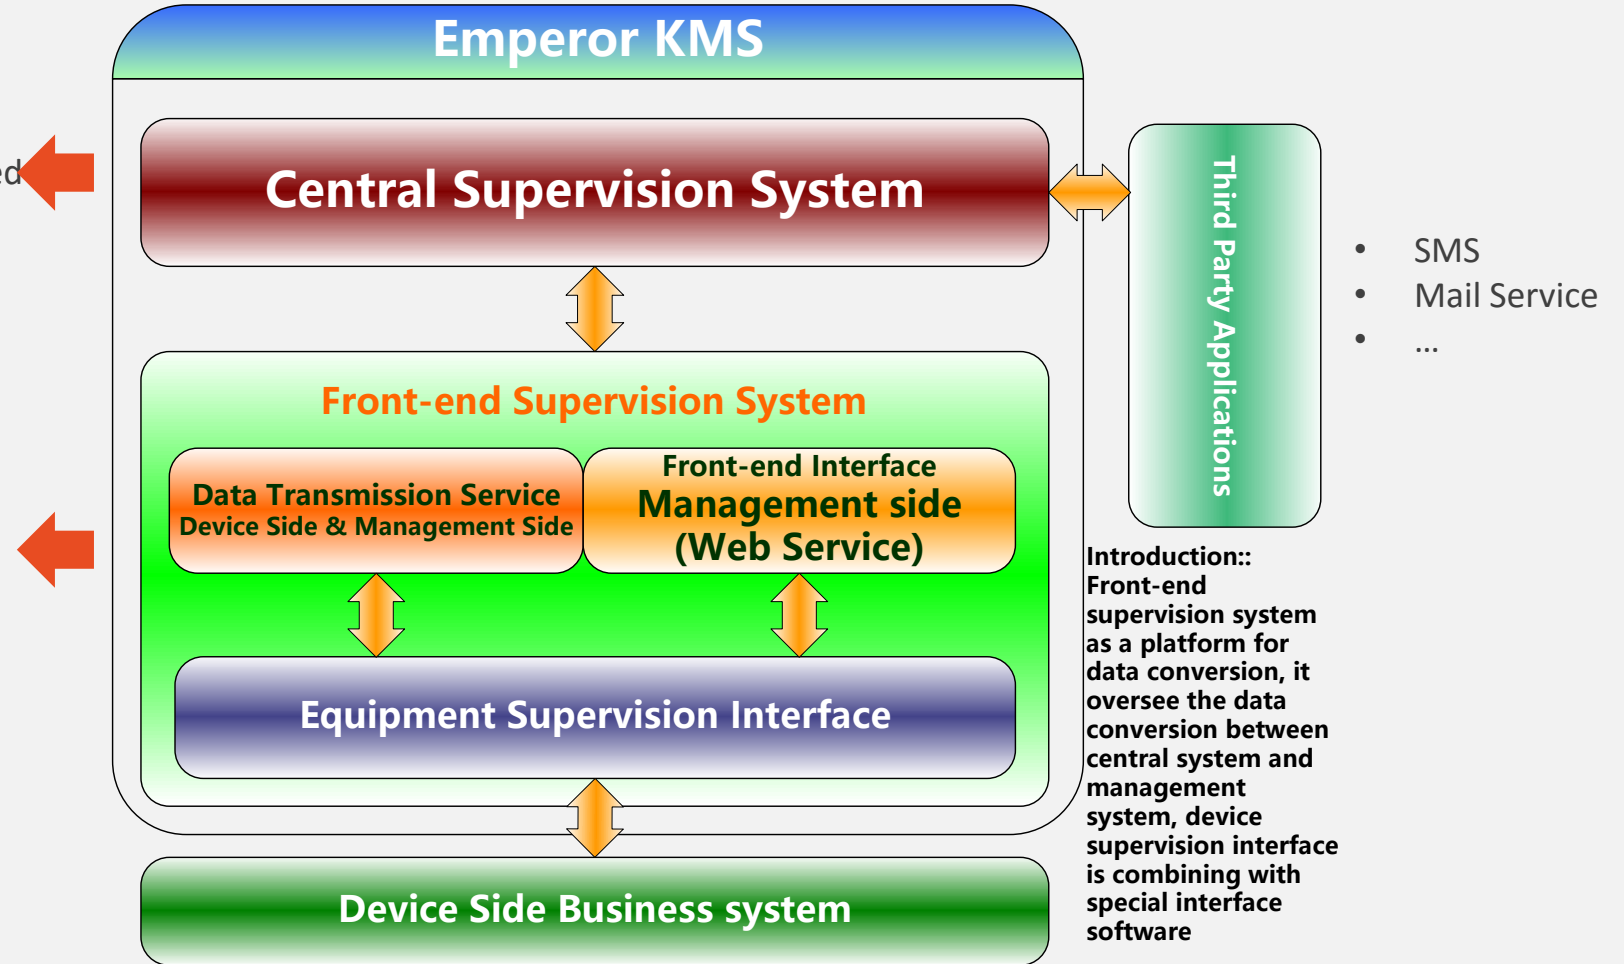 Emperor KMS
Central Supervision System
Third Party Applications
• SMS
• Mail Service
• ...
Front-end Supervision System
Data Transmission Service
Device Side & Management Side
Front-end Interface
Management side
(Web Service)
Equipment Supervision Interface
Device Side Business system
Introduction::
Front-end
supervision system
as a platform for
data conversion, it
oversee the data
conversion between
central system and
management
system, device
supervision interface
is combining with
special interface
software